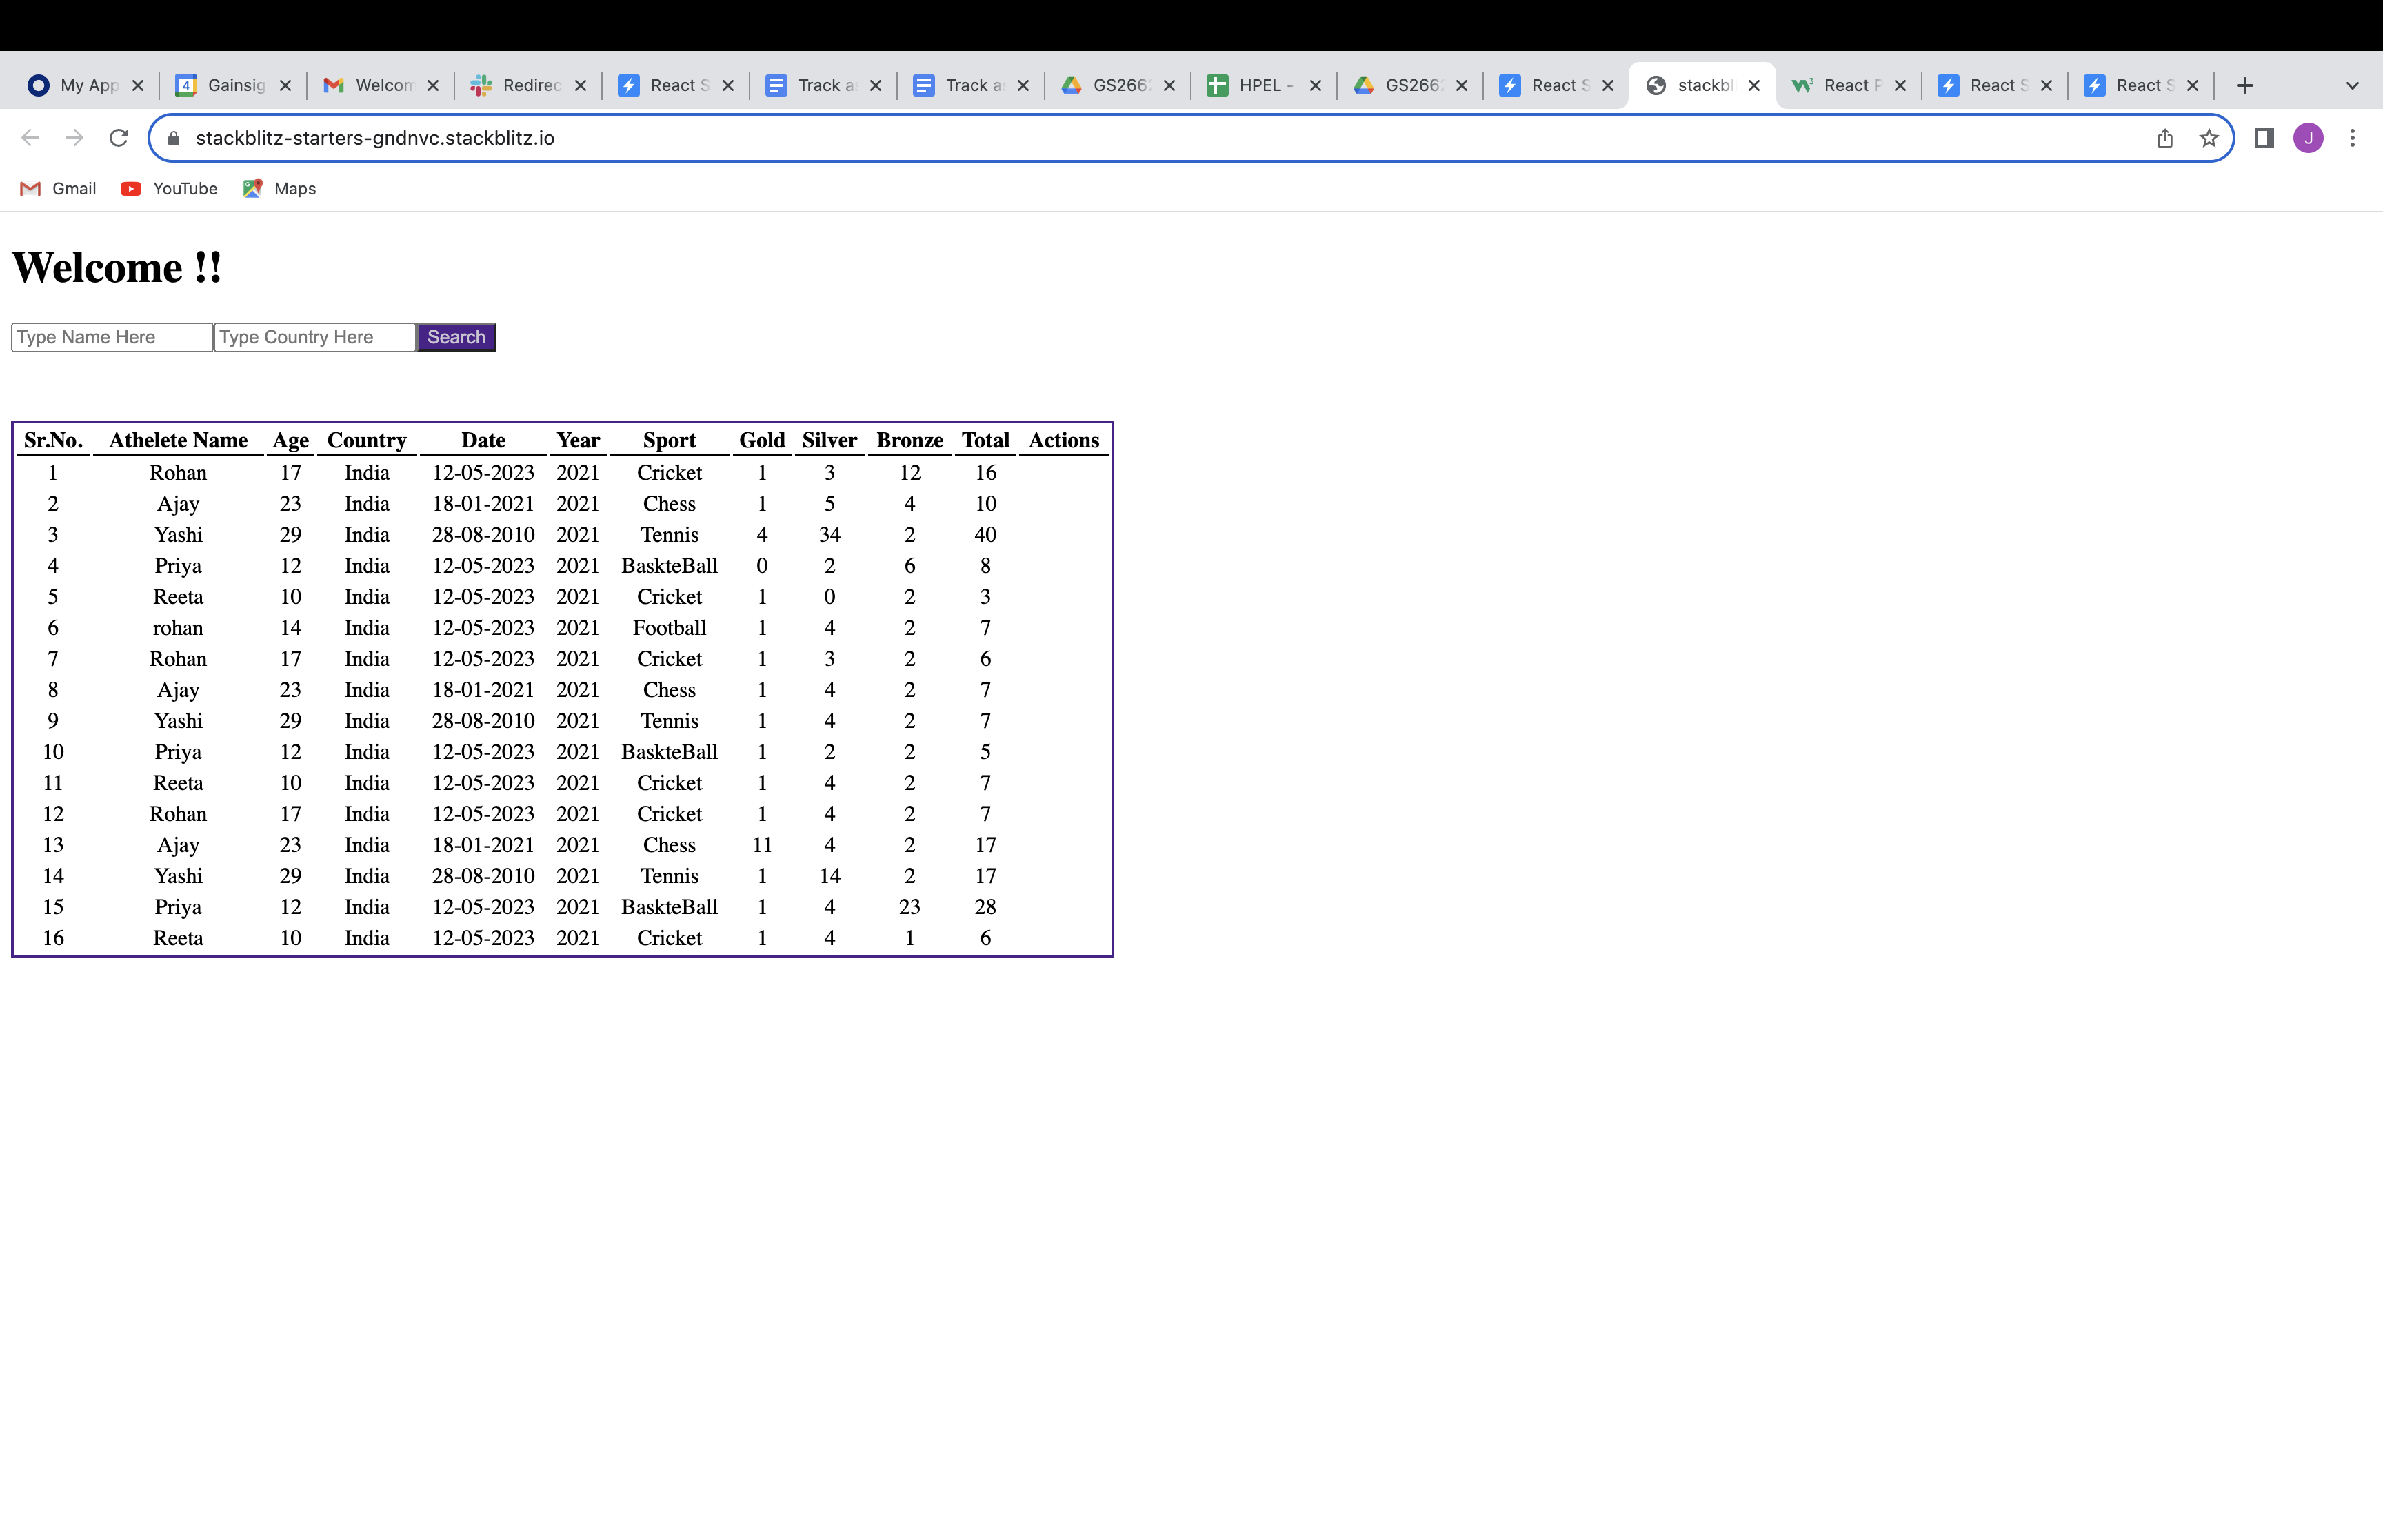 My App Gainsig Welcom Redirec React S Track a Track a GS266 HPEL - GS266 React S stackbl React P React S React S
stackblitz-starters-gndnvc.stackblitz.io J
Gmail YouTube Maps
Welcome !!
Type Name Here Type Country Here Search
Sr.No. Athelete Name Age Country Date Year Sport Gold Silver Bronze Total Actions
1 Rohan 17 India 12-05-2023 2021 Cricket 1 3 12 16
2 Ajay 23 India 18-01-2021 2021 Chess 1 5 4 10
3 Yashi 29 India 28-08-2010 2021 Tennis 4 34 2 40
4 Priya 12 India 12-05-2023 2021 BaskteBall 0 2 6 8
5 Reeta 10 India 12-05-2023 2021 Cricket 1 0 2 3
6 rohan 14 India 12-05-2023 2021 Football 1 4 2 7
7 Rohan 17 India 12-05-2023 2021 Cricket 1 3 2 6
8 Ajay 23 India 18-01-2021 2021 Chess 1 4 2 7
9 Yashi 29 India 28-08-2010 2021 Tennis 1 4 2 7
10 Priya 12 India 12-05-2023 2021 BaskteBall 1 2 2 5
11 Reeta 10 India 12-05-2023 2021 Cricket 1 4 2 7
12 Rohan 17 India 12-05-2023 2021 Cricket 1 4 2 7
13 Ajay 23 India 18-01-2021 2021 Chess 11 4 2 17
14 Yashi 29 India 28-08-2010 2021 Tennis 1 14 2 17
15 Priya 12 India 12-05-2023 2021 BaskteBall 1 4 23 28
16 Reeta 10 India 12-05-2023 2021 Cricket 1 4 1 6